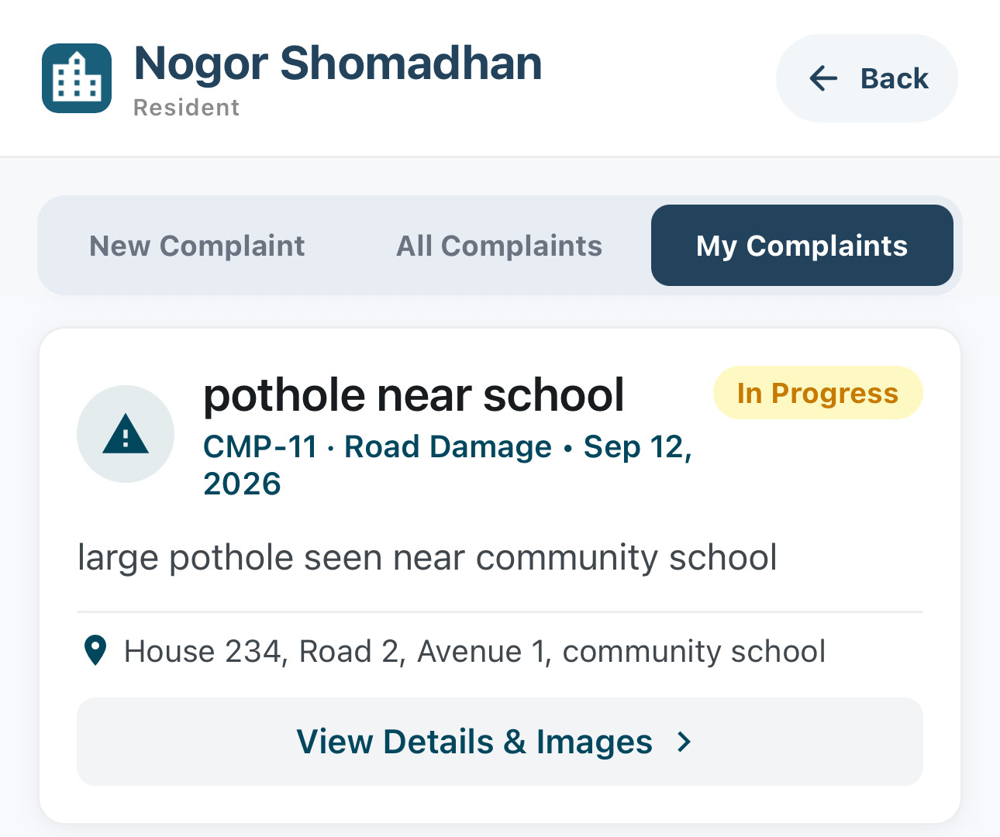 Nogor Shomadhan
Resident
Back
New Complaint
All Complaints
My Complaints
pothole near school
In Progress
CMP-11 · Road Damage • Sep 12,
2026
large pothole seen near community school
House 234, Road 2, Avenue 1, community school
View Details & Images